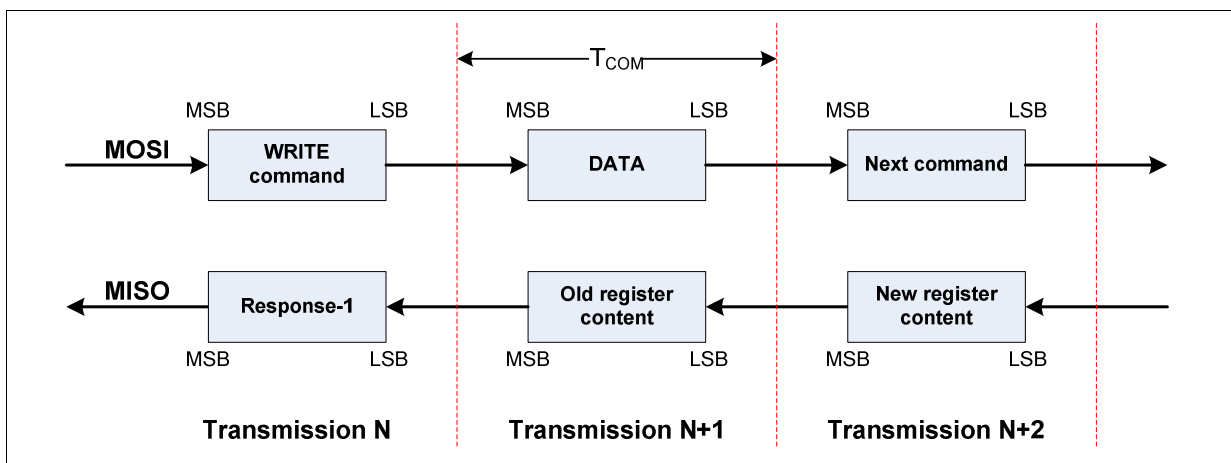 T_COM
MSB LSB MSB LSB MSB LSB
MOSI
WRITE
command
DATA
Next command
MISO
Response-1
Old register
content
New register
content
MSB LSB MSB LSB MSB LSB
Transmission N Transmission N+1 Transmission N+2